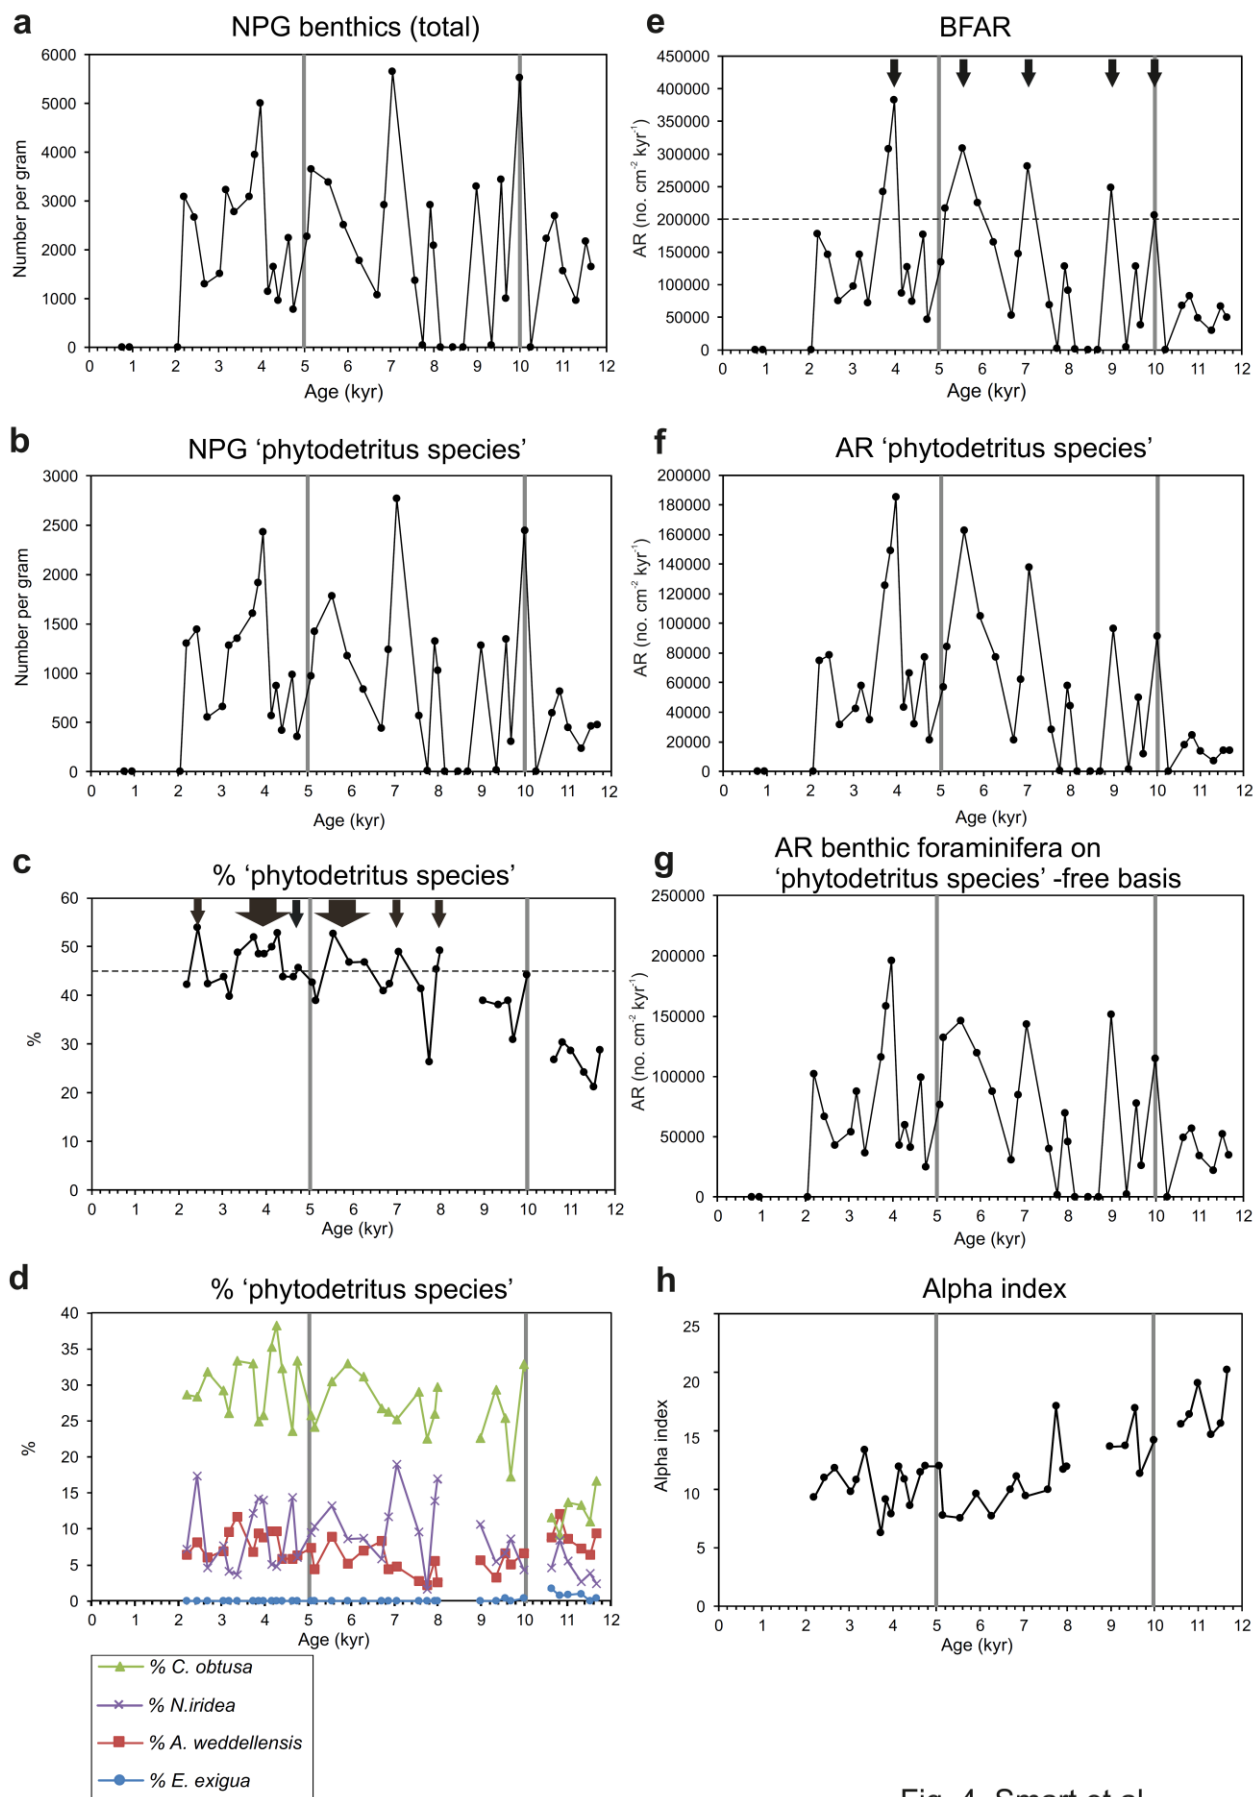 a
NPG benthics (total)
6000
5000
4000
3000
2000
1000
0
Number per gram
0 1 2 3 4 5 6 7 8 9 10 11 12
Age (kyr)
b
NPG ‘phytodetritus species’
3000
2500
2000
1500
1000
500
0
Number per gram
0 1 2 3 4 5 6 7 8 9 10 11 12
Age (kyr)
c
% ‘phytodetritus species’
60
50
40
30
20
10
0
%
0 1 2 3 4 5 6 7 8 9 10 11 12
Age (kyr)
d
% ‘phytodetritus species’
40
35
30
25
20
15
10
5
0
%
0 1 2 3 4 5 6 7 8 9 10 11 12
Age (kyr)
% C. obtusa
% N.iridea
% A. weddellensis
% E. exigua
e
BFAR
450000
400000
350000
300000
250000
200000
150000
100000
50000
0
AR (no. cm⁻² kyr⁻¹)
0 1 2 3 4 5 6 7 8 9 10 11 12
Age (kyr)
f
AR ‘phytodetritus species’
200000
180000
160000
140000
120000
100000
80000
60000
40000
20000
0
AR (no. cm⁻² kyr⁻¹)
0 1 2 3 4 5 6 7 8 9 10 11 12
Age (kyr)
g
AR benthic foraminifera on
‘phytodetritus species’ -free basis
250000
200000
150000
100000
50000
0
AR (no. cm⁻² kyr⁻¹)
0 1 2 3 4 5 6 7 8 9 10 11 12
Age (kyr)
h
Alpha index
25
20
15
10
5
0
Alpha index
0 1 2 3 4 5 6 7 8 9 10 11 12
Age (kyr)
Fig. 4. Smart et al.